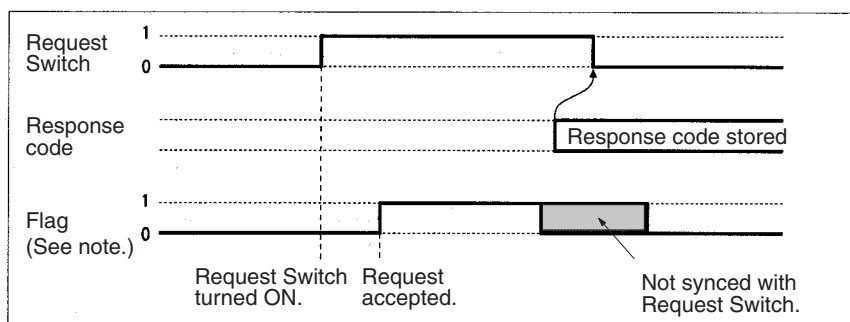 Request
Switch
1
0
Response
code
Response code stored
Flag
(See note.)
1
0
Request Switch
turned ON.
Request
accepted.
Not synced with
Request Switch.